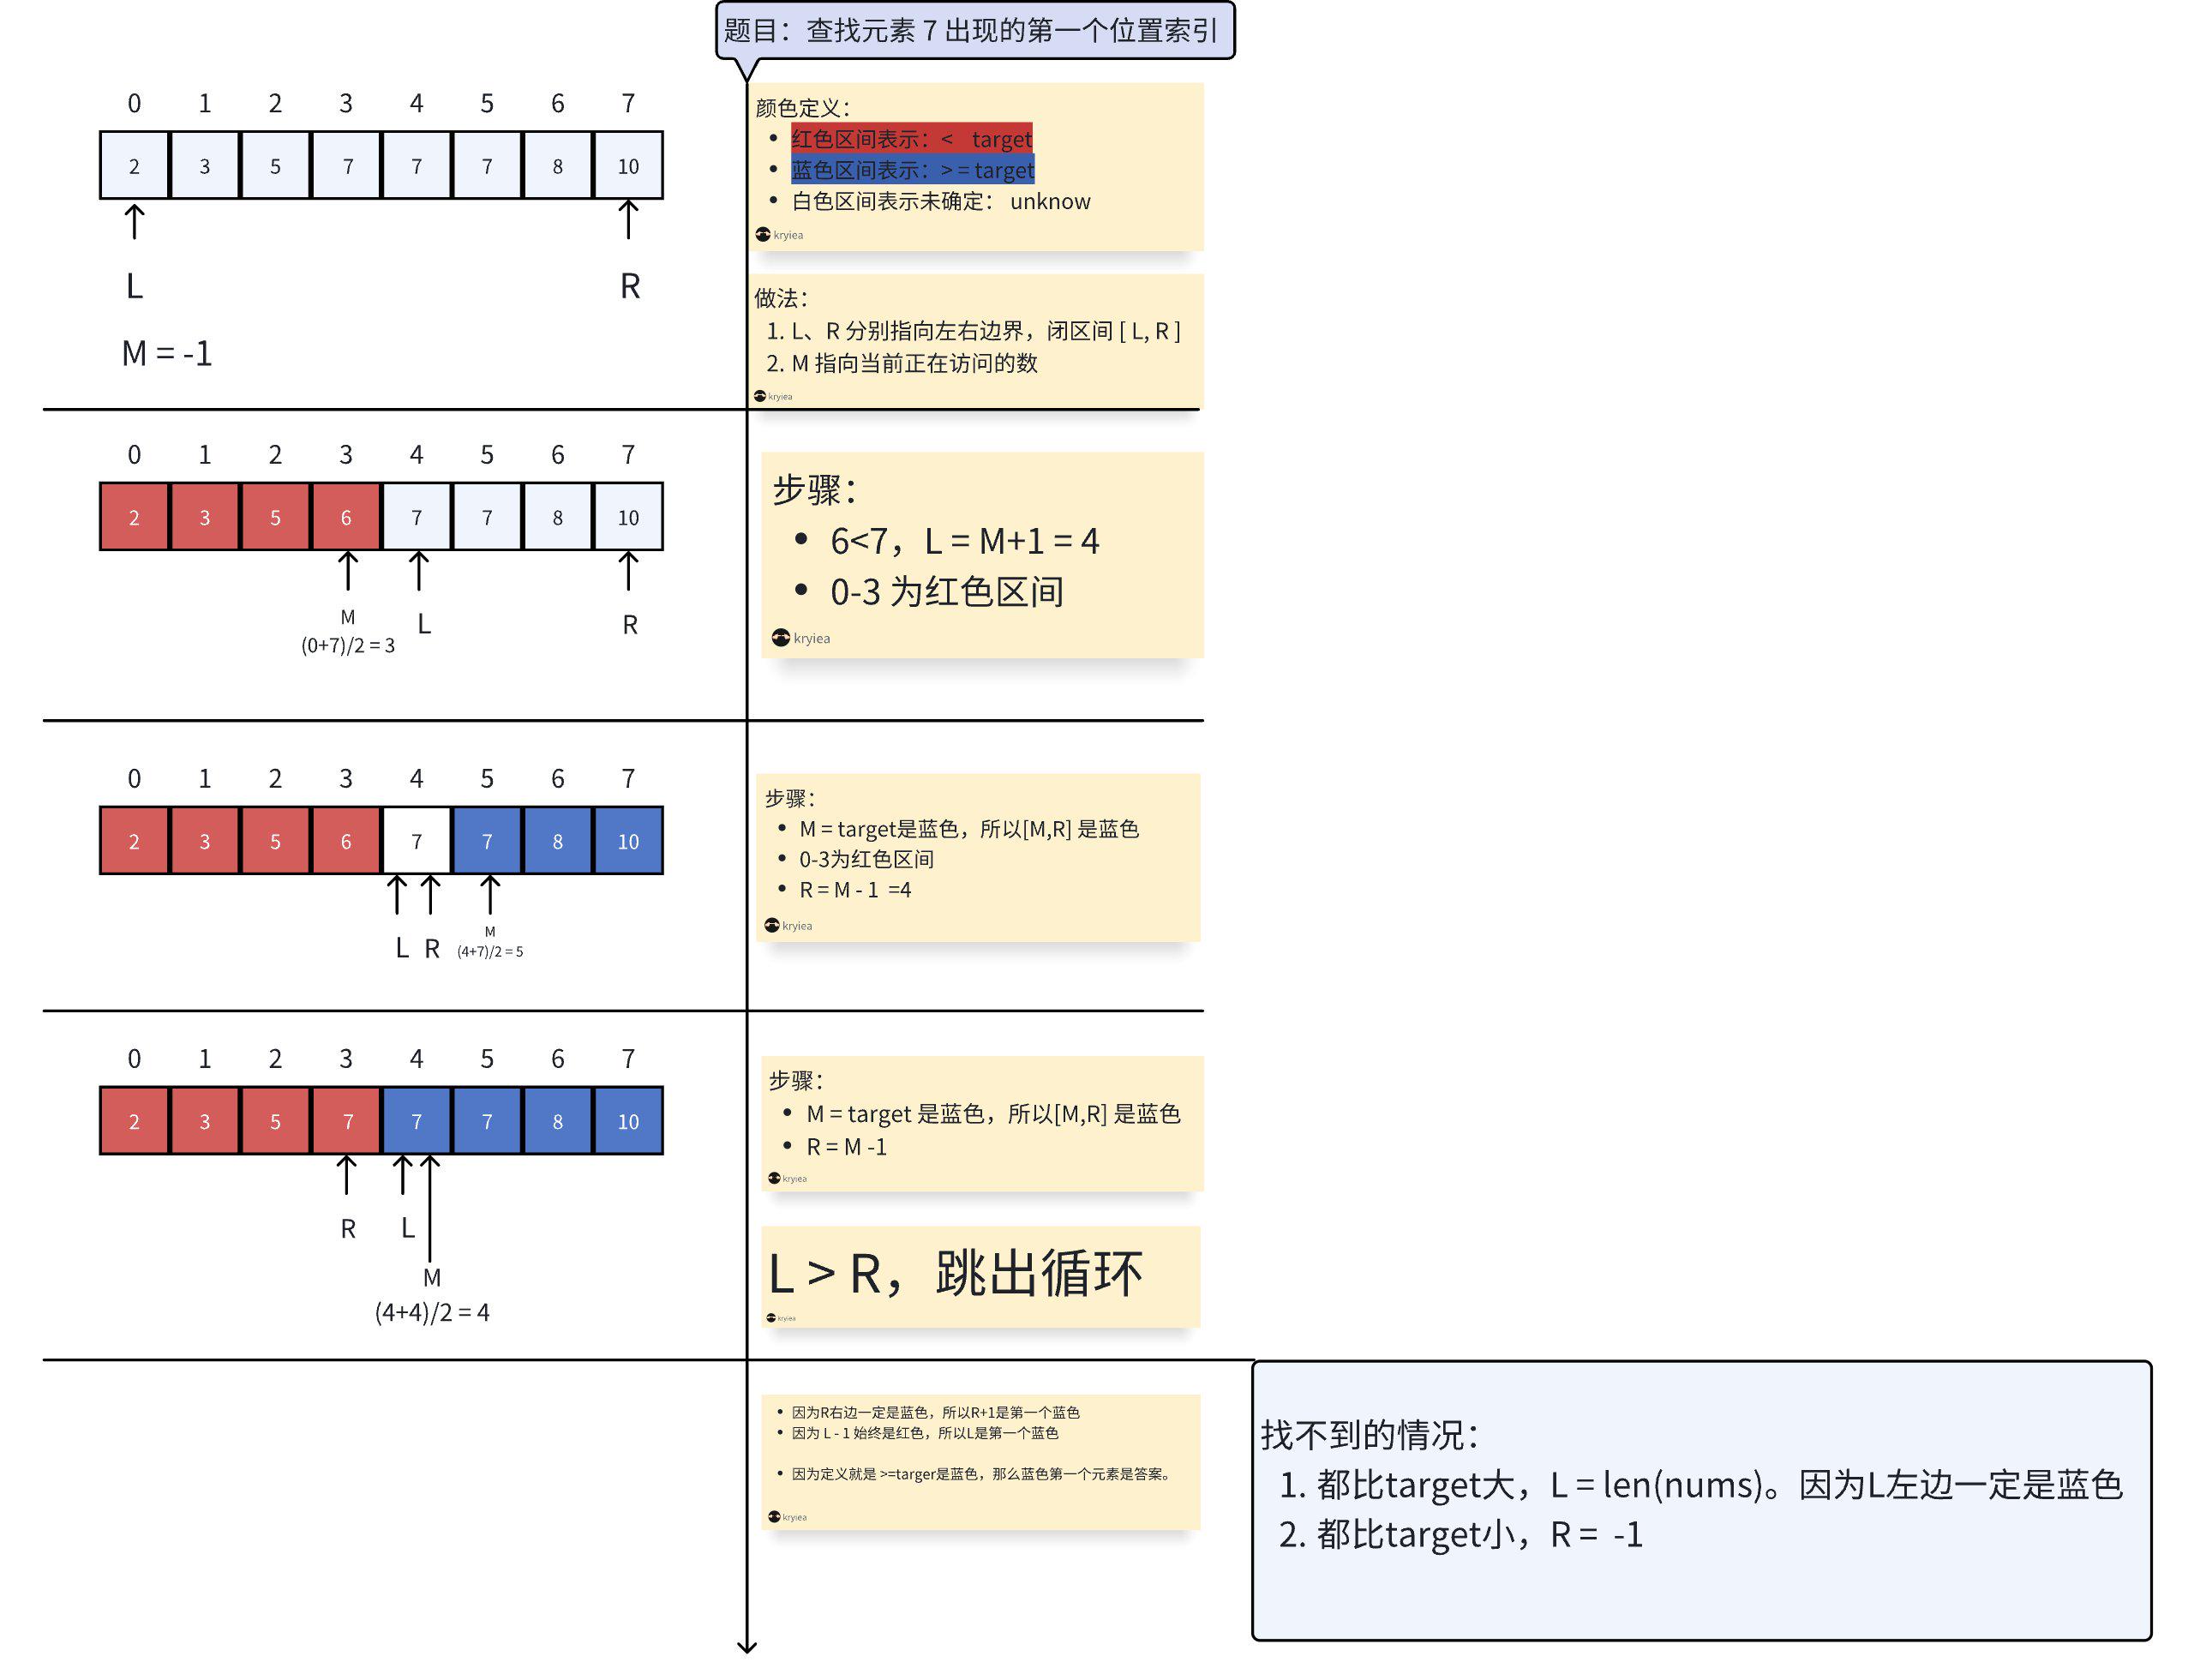 题目：查找元素 7 出现的第一个位置索引
0 1 2 3 4 5 6 7
2 3 5 7 7 7 8 10
L R
M = -1
颜色定义：
• 红色区间表示：< target
• 蓝色区间表示：> = target
• 白色区间表示未确定： unknow
kryiea
做法：
1. L、R 分别指向左右边界，闭区间 [ L, R ]
2. M 指向当前正在访问的数
kryiea
0 1 2 3 4 5 6 7
2 3 5 6 7 7 8 10
M L R
(0+7)/2 = 3
步骤：
• 6<7，L = M+1 = 4
• 0-3 为红色区间
kryiea
0 1 2 3 4 5 6 7
2 3 5 6 7 7 8 10
L R M
(4+7)/2 = 5
步骤：
• M = target是蓝色，所以[M,R] 是蓝色
• 0-3为红色区间
• R = M - 1 =4
kryiea
0 1 2 3 4 5 6 7
2 3 5 7 7 7 8 10
R L
M
(4+4)/2 = 4
步骤：
• M = target 是蓝色，所以[M,R] 是蓝色
• R = M -1
kryiea
L > R，跳出循环
kryiea
• 因为R右边一定是蓝色，所以R+1是第一个蓝色
• 因为 L - 1 始终是红色，所以L是第一个蓝色
• 因为定义就是 >=targer是蓝色，那么蓝色第一个元素是答案。
kryiea
找不到的情况：
1. 都比target大，L = len(nums)。因为L左边一定是蓝色
2. 都比target小，R = -1